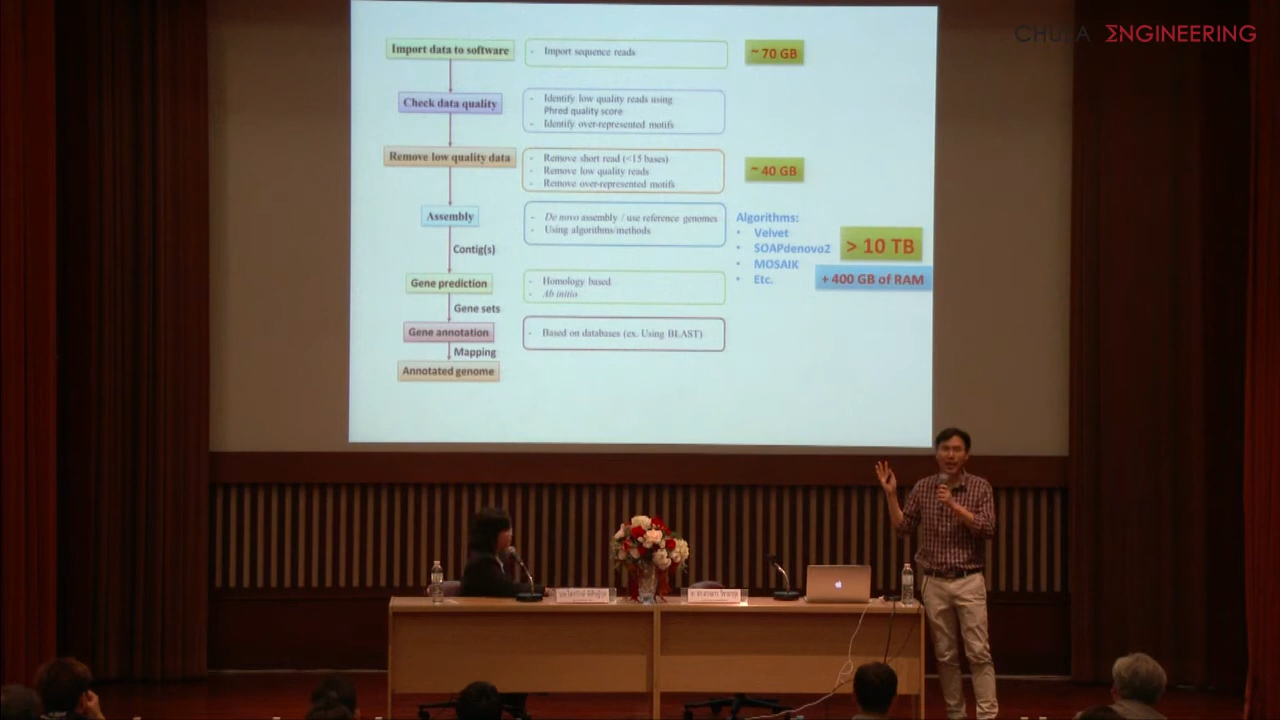 CHULA ΣNGINEERING
Import data to software
- Import sequence reads
~ 70 GB
Check data quality
- Identify low quality reads using
Phred quality score
- Identify over-represented motifs
Remove low quality data
- Remove short read (<15 bases)
- Remove low quality reads
- Remove over-represented motifs
~ 40 GB
Assembly
- De novo assembly / use reference genomes
- Using algorithms/methods
Algorithms:
• Velvet
• SOAPdenovo2
• MOSAIK
• Etc.
> 10 TB
+ 400 GB of RAM
Contig(s)
Gene prediction
- Homology based
- Ab initio
Gene sets
Gene annotation
- Based on databases (ex. Using BLAST)
Mapping
Annotated genome